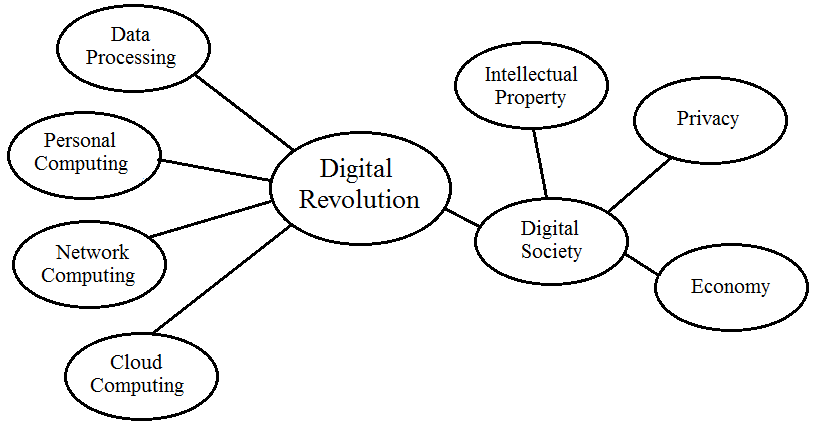 Data
Processing
Personal
Computing
Network
Computing
Cloud
Computing
Digital
Revolution
Intellectual
Property
Privacy
Digital
Society
Economy